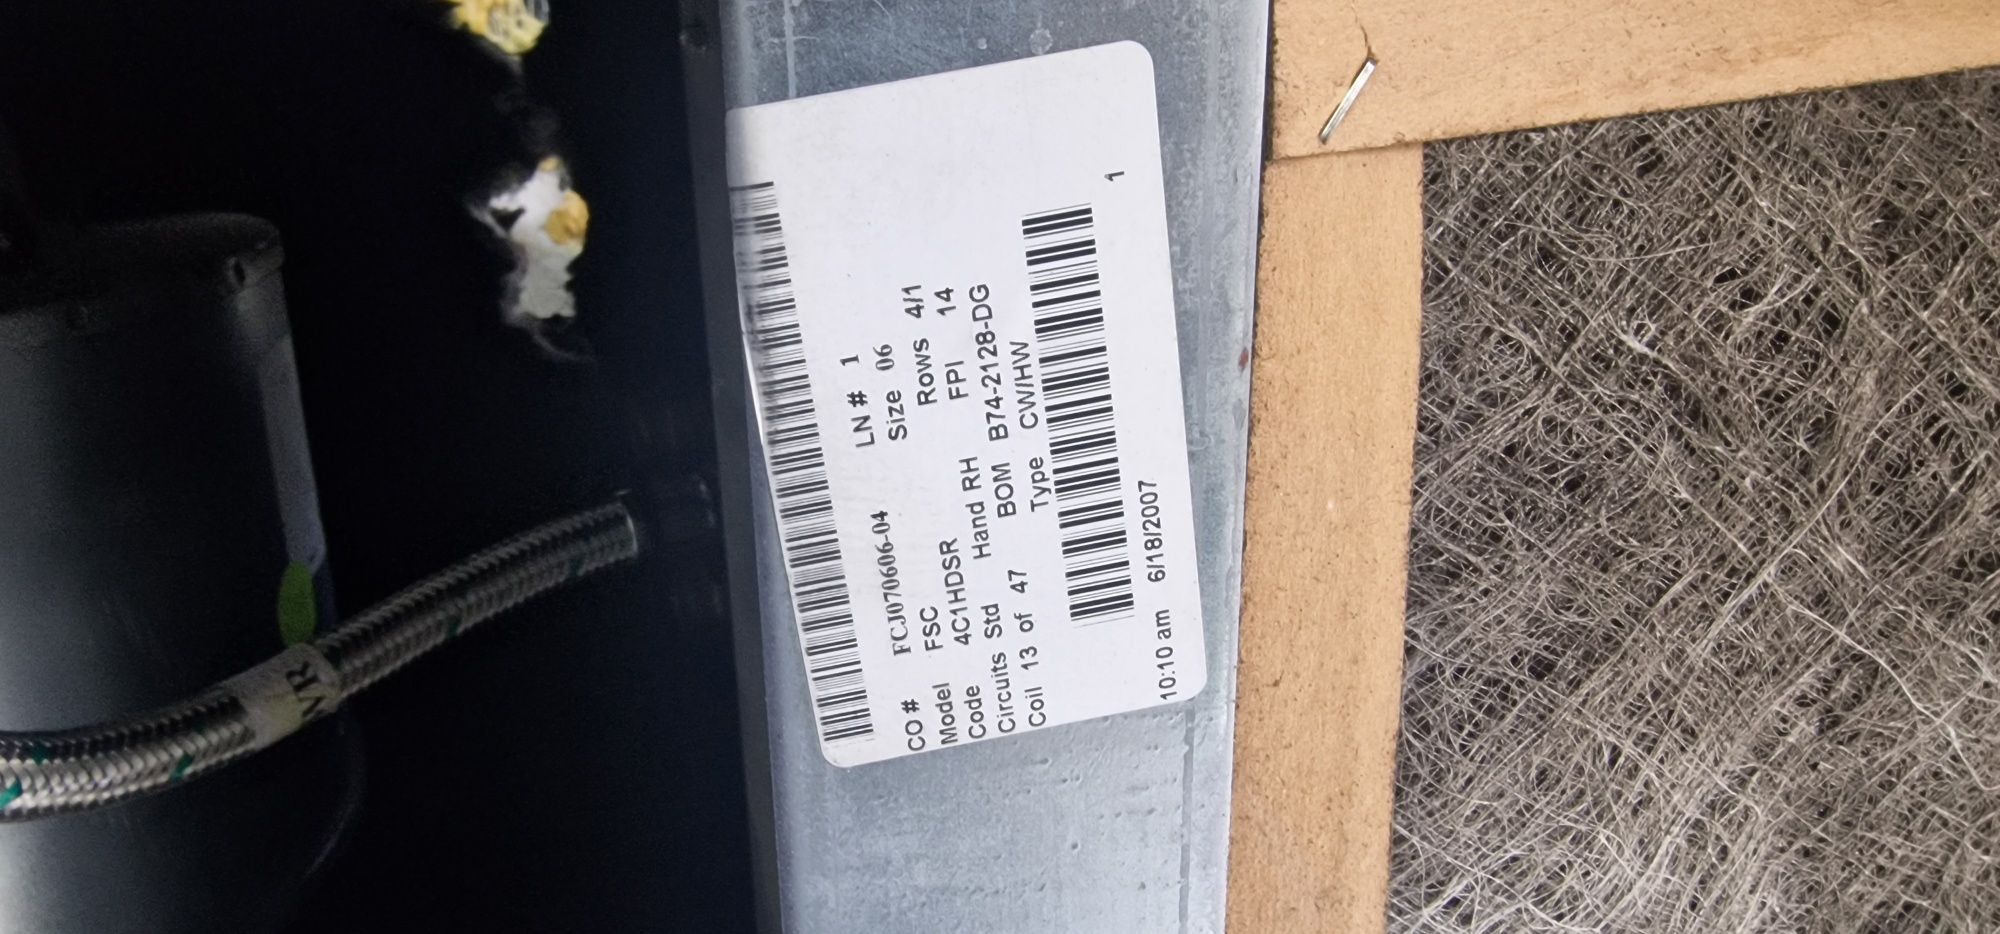 CO # FCJ070606-04 LN # 1
Model FSC Size 06
Code 4C1HDSR Rows 4/1
Circuits Std Hand RH FPI 14
Coil 13 of 47 BOM B74-2128-DG
Type CW/HW
10:10 am 6/18/2007 1